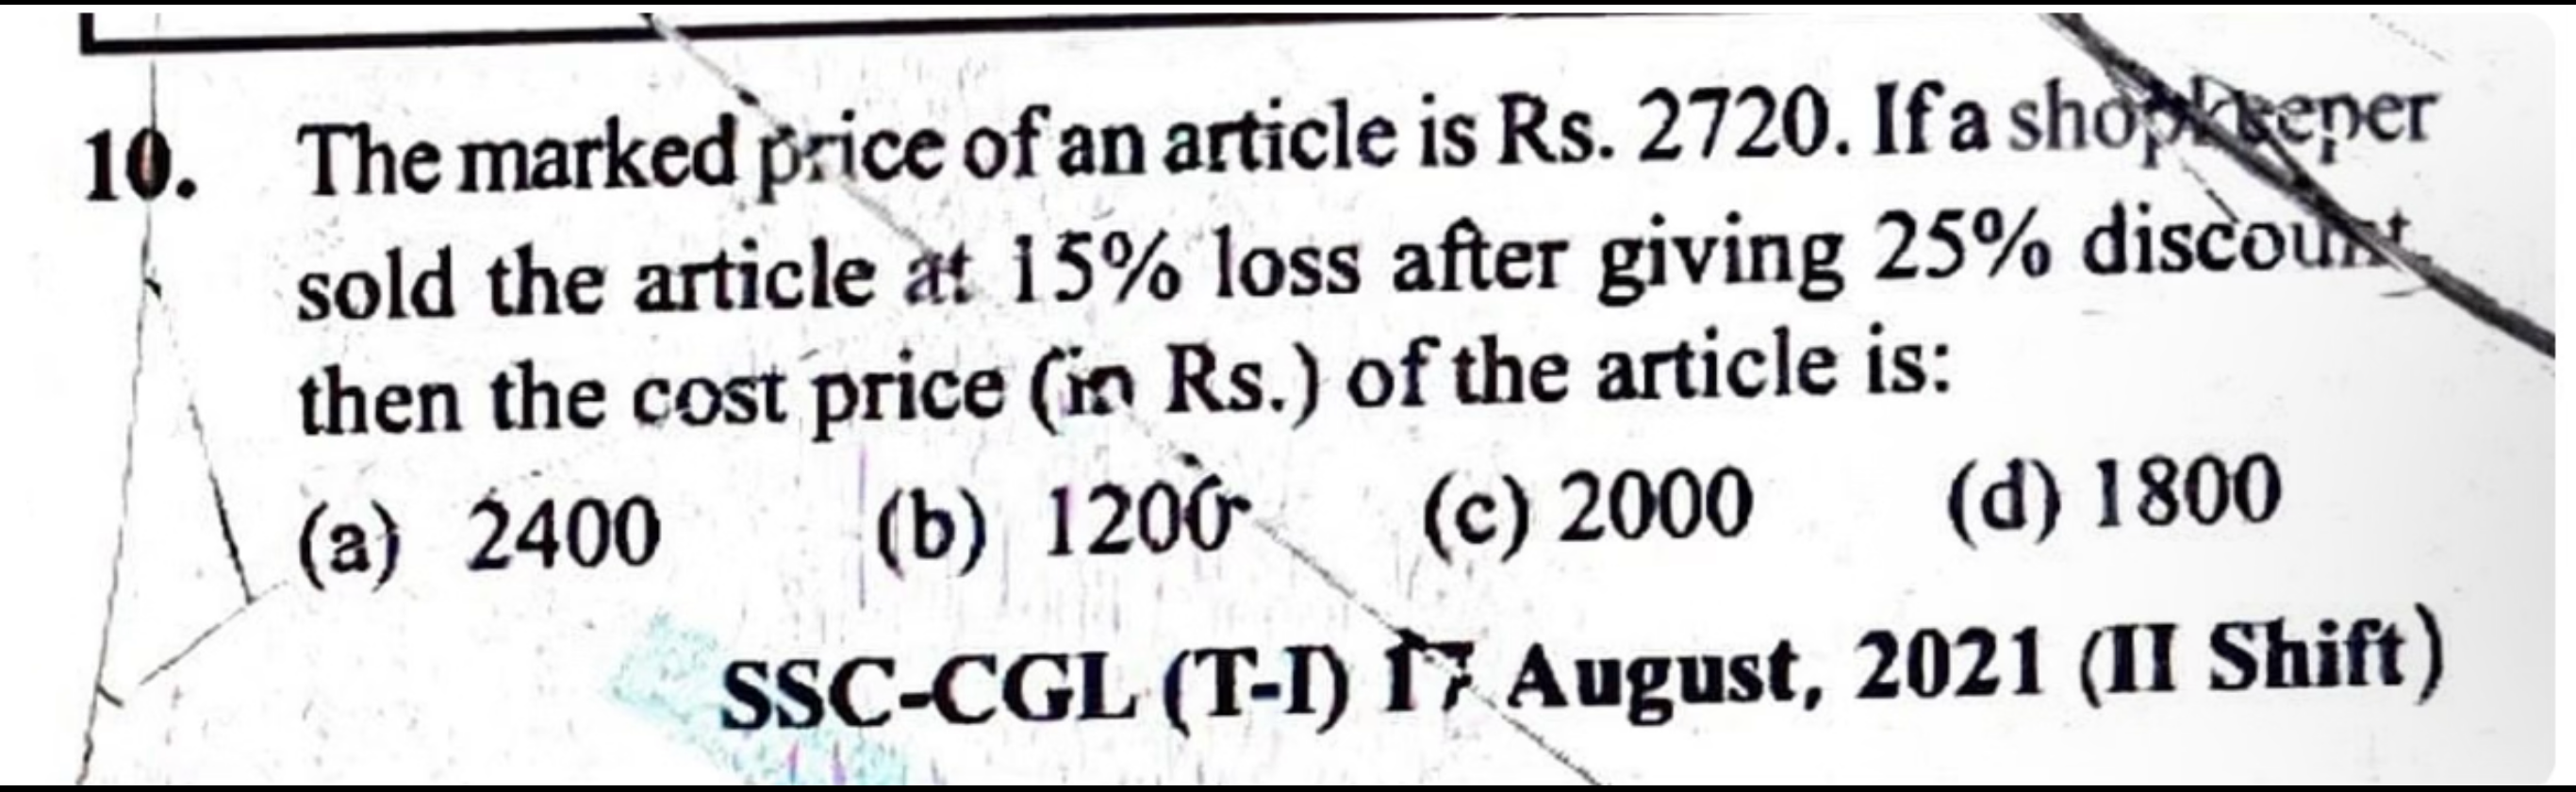 10. The marked price of an article is Rs. 2720. If a shopkeeper
sold the article at 15% loss after giving 25% discount
then the cost price (in Rs.) of the article is:
(a) 2400 (b) 1200 (c) 2000 (d) 1800
SSC-CGL (T-I) 17 August, 2021 (II Shift)